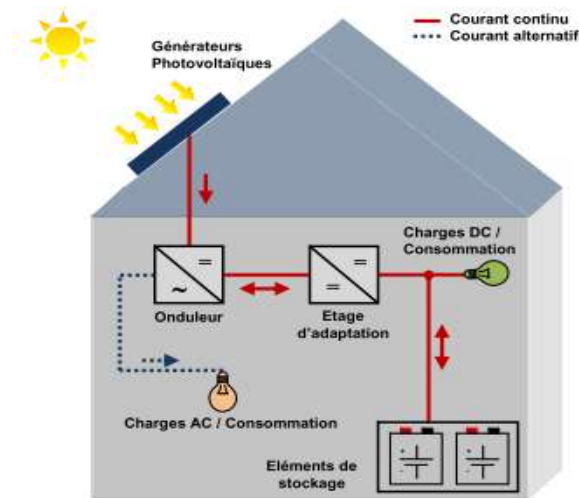 Courant continu
Courant alternatif
Générateurs
Photovoltaïques
Charges DC /
Consommation
Onduleur
Etage
d'adaptation
Charges AC / Consommation
Eléments de
stockage